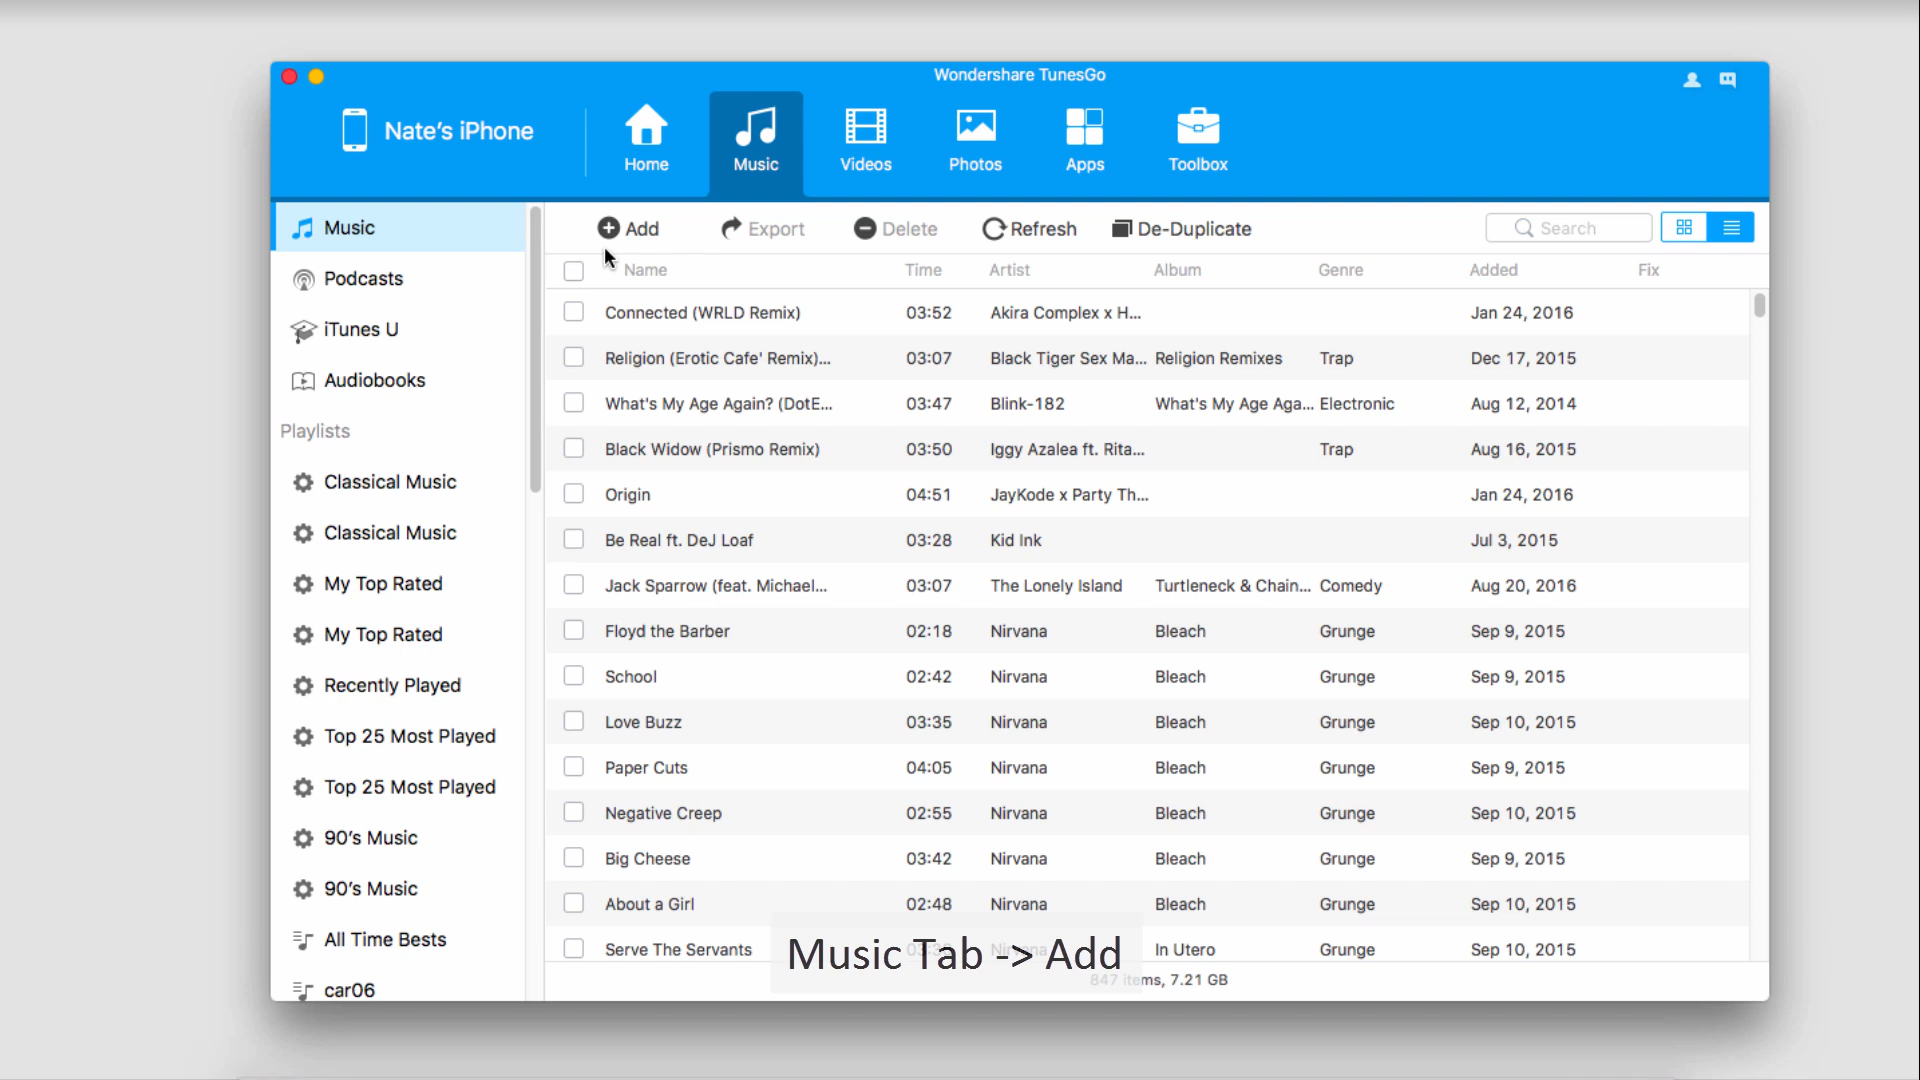 Wondershare TunesGo
Nate's iPhone
Home
Music
Videos
Photos
Apps
Toolbox
Music
Podcasts
iTunes U
Audiobooks
Playlists
Classical Music
Classical Music
My Top Rated
My Top Rated
Recently Played
Top 25 Most Played
Top 25 Most Played
90's Music
90's Music
All Time Bests
car06
Add Export Delete Refresh De-Duplicate Search
Name Time Artist Album Genre Added Fix
Connected (WRLD Remix) 03:52 Akira Complex x H... Jan 24, 2016
Religion (Erotic Cafe' Remix)... 03:07 Black Tiger Sex Ma... Religion Remixes Trap Dec 17, 2015
What's My Age Again? (DotE... 03:47 Blink-182 What's My Age Aga... Electronic Aug 12, 2014
Black Widow (Prismo Remix) 03:50 Iggy Azalea ft. Rita... Trap Aug 16, 2015
Origin 04:51 JayKode x Party Th... Jan 24, 2016
Be Real ft. DeJ Loaf 03:28 Kid Ink Jul 3, 2015
Jack Sparrow (feat. Michael... 03:07 The Lonely Island Turtleneck & Chain... Comedy Aug 20, 2016
Floyd the Barber 02:18 Nirvana Bleach Grunge Sep 9, 2015
School 02:42 Nirvana Bleach Grunge Sep 9, 2015
Love Buzz 03:35 Nirvana Bleach Grunge Sep 10, 2015
Paper Cuts 04:05 Nirvana Bleach Grunge Sep 9, 2015
Negative Creep 02:55 Nirvana Bleach Grunge Sep 10, 2015
Big Cheese 03:42 Nirvana Bleach Grunge Sep 9, 2015
About a Girl 02:48 Nirvana Bleach Grunge Sep 10, 2015
Serve The Servants Nirvana In Utero Grunge Sep 10, 2015
Music Tab -> Add
847 items, 7.21 GB